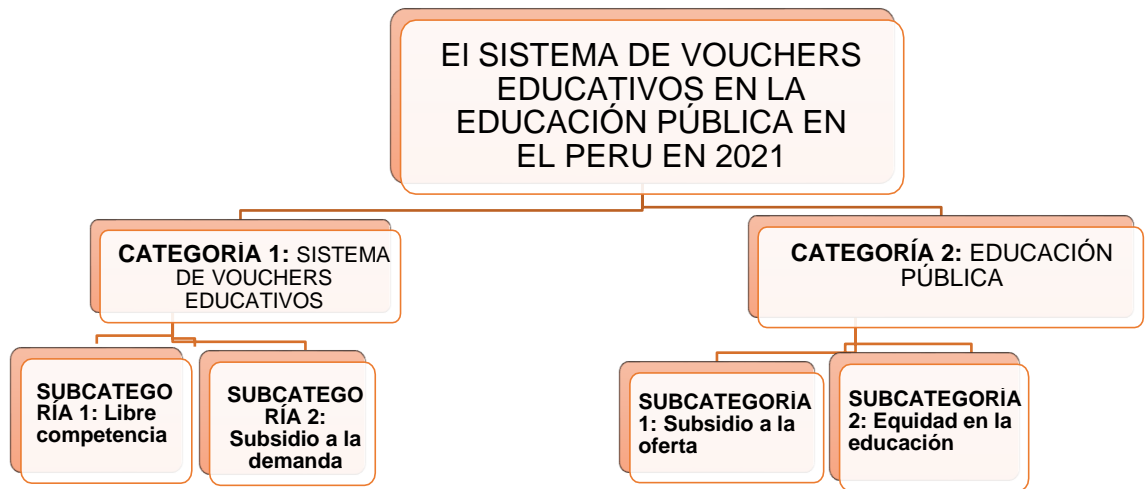 El SISTEMA DE VOUCHERS
EDUCATIVOS EN LA
EDUCACIÓN PÚBLICA EN
EL PERU EN 2021
CATEGORÍA 1: SISTEMA
DE VOUCHERS
EDUCATIVOS
CATEGORÍA 2: EDUCACIÓN
PÚBLICA
SUBCATEGO
RÍA 1: Libre
competencia
SUBCATEGO
RÍA 2:
Subsidio a la
demanda
SUBCATEGORÍA
1: Subsidio a la
oferta
SUBCATEGORÍA
2: Equidad en la
educación